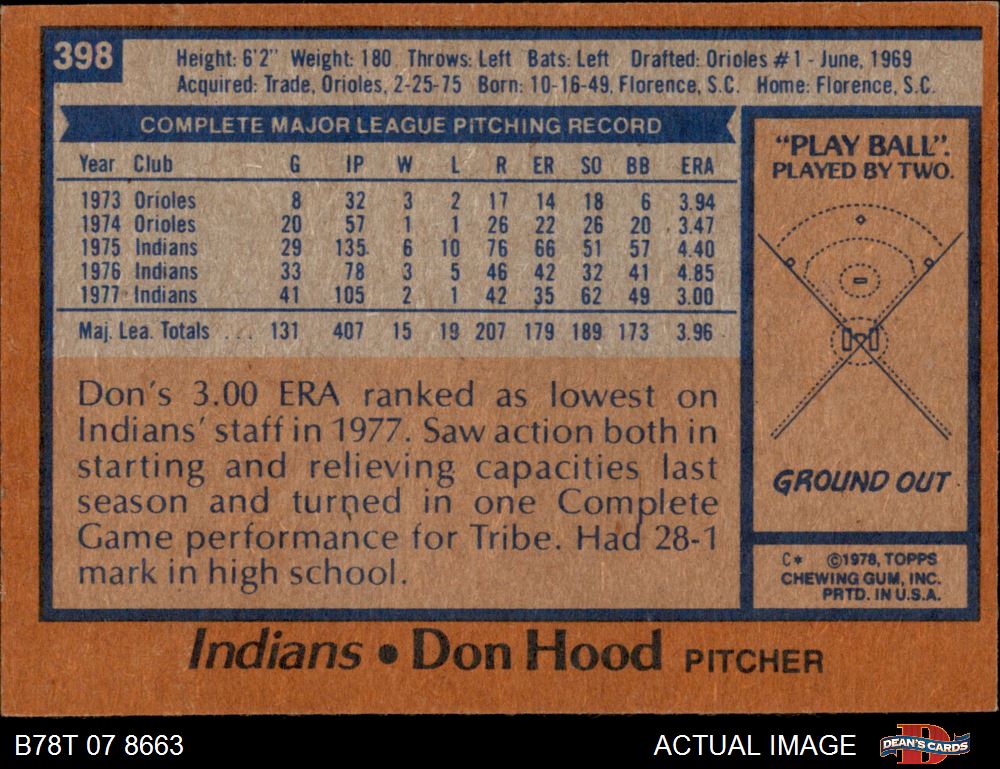 398
Height: 6'2" Weight: 180 Throws: Left Bats: Left Drafted: Orioles #1 - June, 1969
Acquired: Trade, Orioles, 2-25-75 Born: 10-16-49, Florence, S.C. Home: Florence, S.C.
COMPLETE MAJOR LEAGUE PITCHING RECORD
Year Club G IP W L R ER SO BB ERA
1973 Orioles 8 32 3 2 17 14 18 6 3.94
1974 Orioles 20 57 1 1 26 22 26 20 3.47
1975 Indians 29 135 6 10 76 66 51 57 4.40
1976 Indians 33 78 3 5 46 42 32 41 4.85
1977 Indians 41 105 2 1 42 35 62 49 3.00
Maj. Lea. Totals . . . 131 407 15 19 207 179 189 173 3.96
Don's 3.00 ERA ranked as lowest on
Indians' staff in 1977. Saw action both in
starting and relieving capacities last
season and turned in one Complete
Game performance for Tribe. Had 28-1
mark in high school.
"PLAY BALL".
PLAYED BY TWO.
GROUND OUT
C* ©1978, TOPPS
CHEWING GUM, INC.
PRTD. IN U.S.A.
Indians • Don Hood PITCHER
B78T 07 8663
ACTUAL IMAGE
DEAN'S CARDS